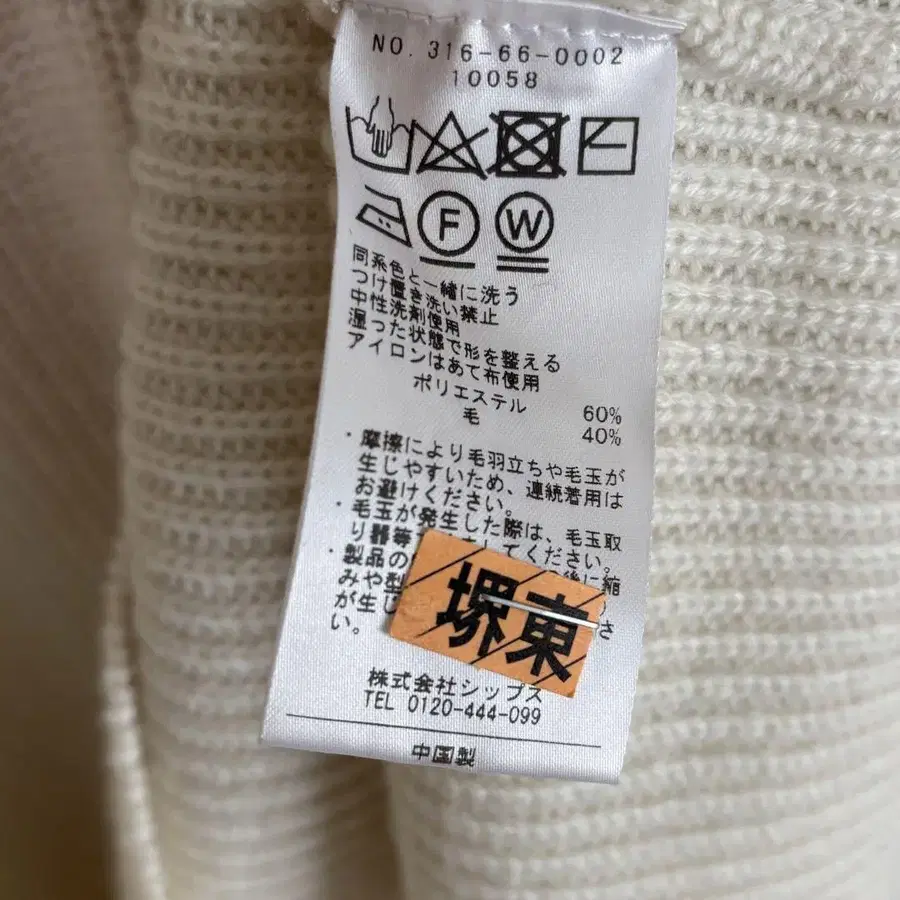 NO. 316-66-0002
10058
F
W
同系色と一緒に洗う
つけ置き洗い禁止
中性洗剤使用
湿った状態で形を整える
アイロンはあて布使用
ポリエステル 60%
毛 40%
・摩擦により毛羽立ちや毛玉が
生じやすいため、連続着用は
お避けください。
・毛玉が発生した際は、毛玉取
り器等 してください。
・製品の 後に縮
みや型
が生じ さ
い。
堺東
株式会社シップス
TEL 0120-444-099
中国製